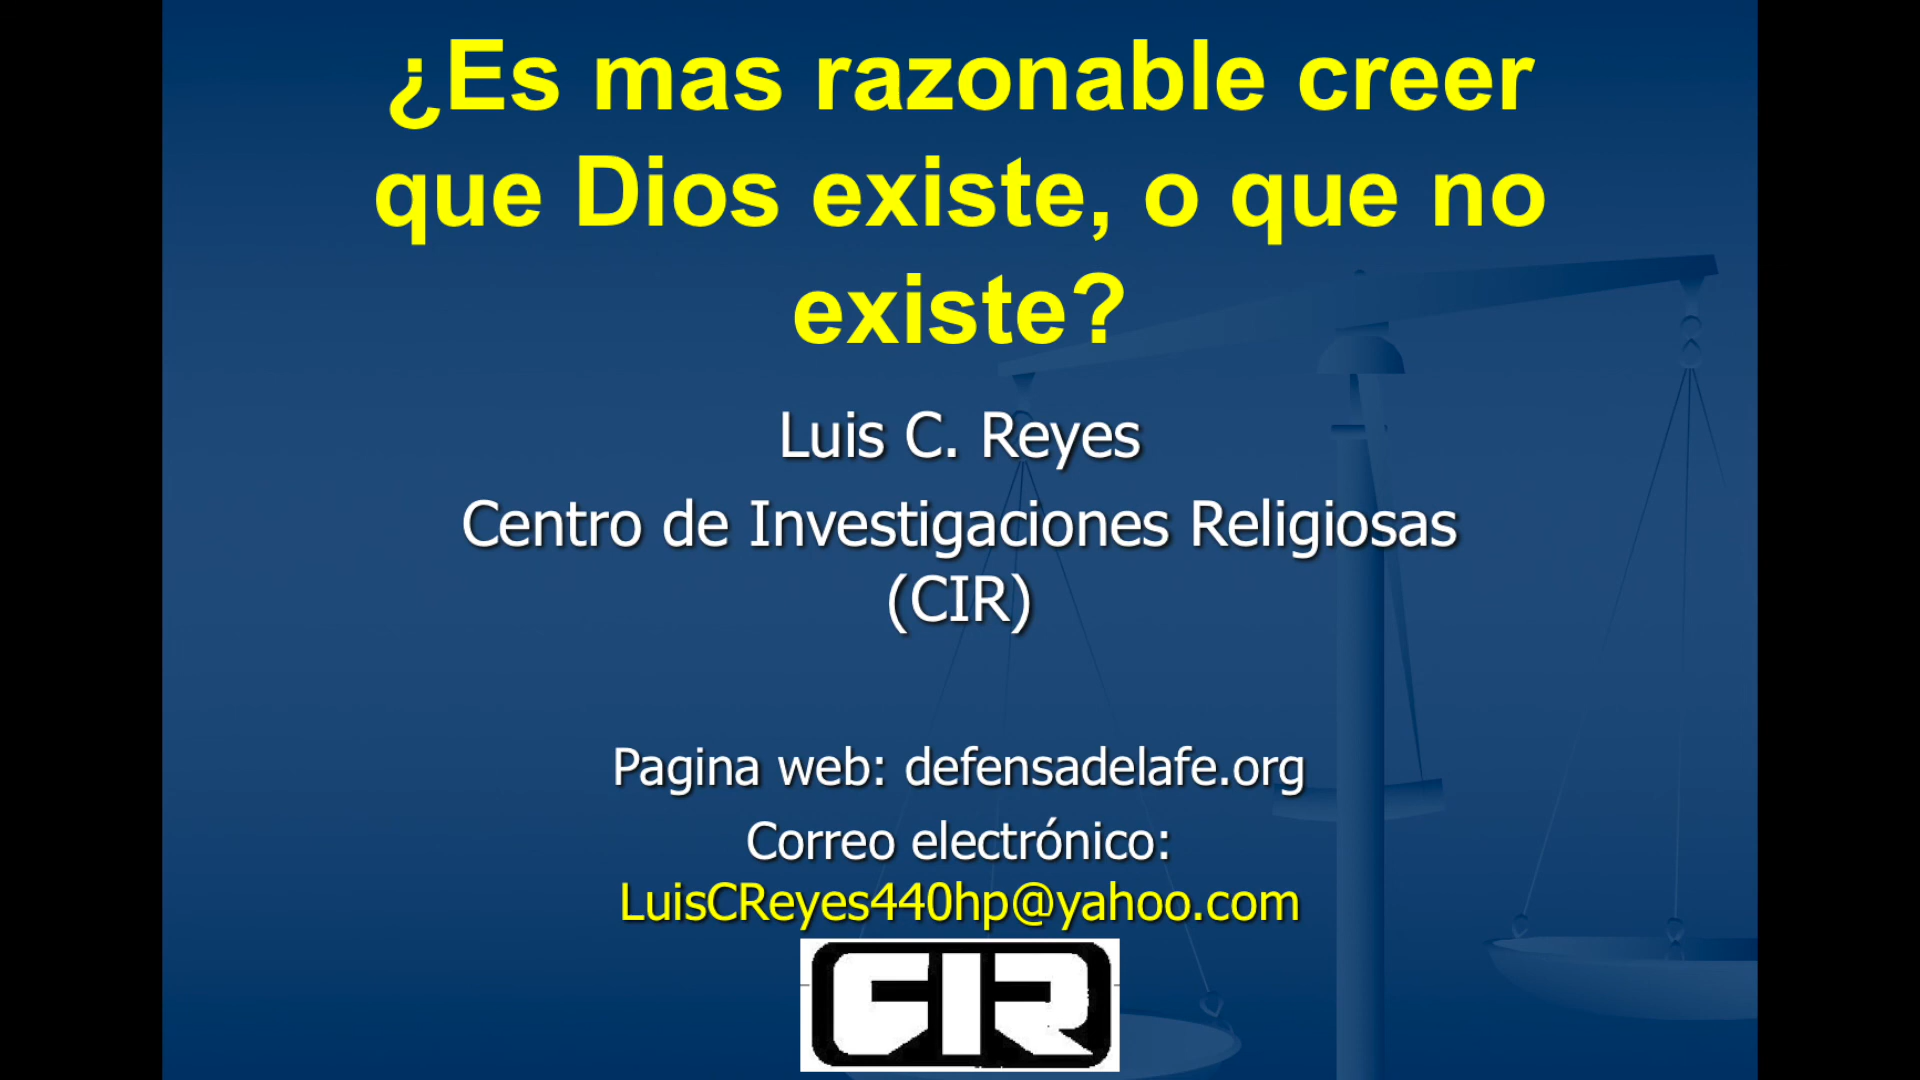 ¿Es mas razonable creer
que Dios existe, o que no
existe?
Luis C. Reyes
Centro de Investigaciones Religiosas
(CIR)
Pagina web: defensadelafe.org
Correo electrónico:
LuisCReyes440hp@yahoo.com
CIR